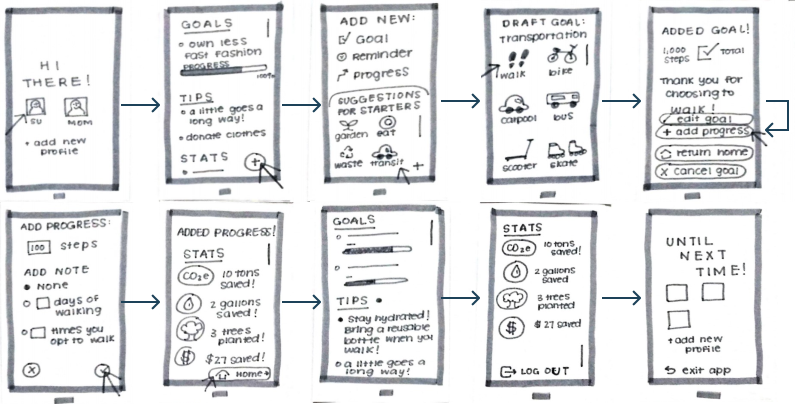 HI
THERE!
SU
MOM
+ add new
profile
GOALS
own less
fast fashion
PROGRESS
100%
TIPS
a little goes a
long way!
donate clothes
STATS
+
ADD NEW:
Goal
Reminder
Progress
SUGGESTIONS
FOR STARTERS
garden eat
waste transit
+
DRAFT GOAL:
Transportation
walk bike
carpool bus
scooter skate
ADDED GOAL!
1,000
steps
TOTAL
Thank you for
choosing to
walk!
edit goal
+ add progress
return home
x cancel goal
ADD PROGRESS:
100 steps
ADD NOTE
None
days of
walking
times you
opt to walk
x
ADDED PROGRESS!
STATS
CO2e 10 tons
saved!
2 gallons
saved!
3 trees
planted!
$ $27 saved!
HOME
GOALS
TIPS
Stay hydrated!
Bring a reusable
bottle when you
walk!
a little goes a
long way!
STATS
CO2e 10 tons
saved!
2 gallons
saved!
3 trees
planted
$ $27 saved
LOG OUT
UNTIL
NEXT
TIME!
+ add new
profile
exit app